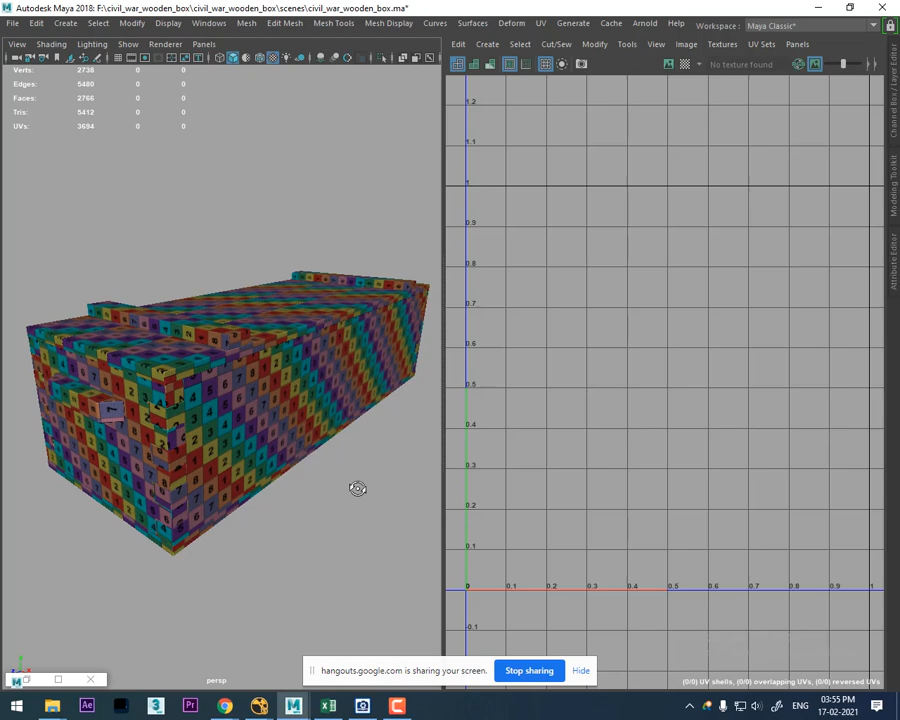 Autodesk Maya 2018: F:\civil_war_wooden_box\scenes\civil_war_wooden_box.ma*
File Edit Create Select Modify Display Windows Mesh Edit Mesh Mesh Tools Mesh Display Curves Surfaces Deform UV Generate Cache Arnold Help Workspace : Maya Classic*
View Shading Lighting Show Renderer Panels
Edit Create Select Cut/Sew Modify Tools View Image Textures UV Sets Panels
No texture found
Verts: 2738 0 0
Edges: 5480 0 0
Faces: 2766 0 0
Tris: 5412 0 0
UVs: 3694 0 0
1.2
1.1
1
0.9
0.8
0.7
0.6
0.5
0.4
0.3
0.2
0.1
0 0.1 0.2 0.3 0.4 0.5 0.6 0.7 0.8 0.9 1
-0.1
Channel Box / Layer Editor
Modeling Toolkit
Attribute Editor
persp
hangouts.google.com is sharing your screen. Stop sharing Hide
(0/0) UV shells, (0/0) overlapping UVs, (0/0) reversed UVs
ENG
03:55 PM
17-02-2021